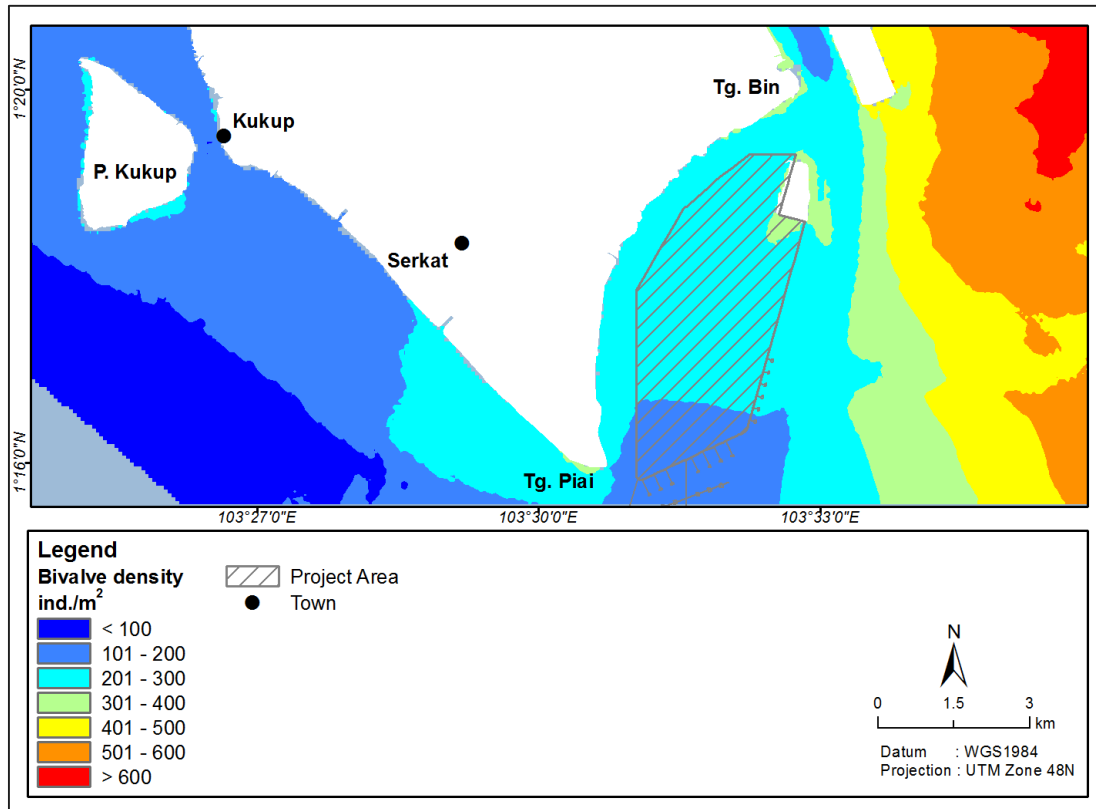 1°20'0"N
1°16'0"N
Tg. Bin
Kukup
P. Kukup
Serkat
Tg. Piai
103°27'0"E
103°30'0"E
103°33'0"E
Legend
Bivalve density
ind./m²
< 100
101 - 200
201 - 300
301 - 400
401 - 500
501 - 600
> 600
Project Area
Town
N
0 1.5 3
km
Datum : WGS1984
Projection : UTM Zone 48N